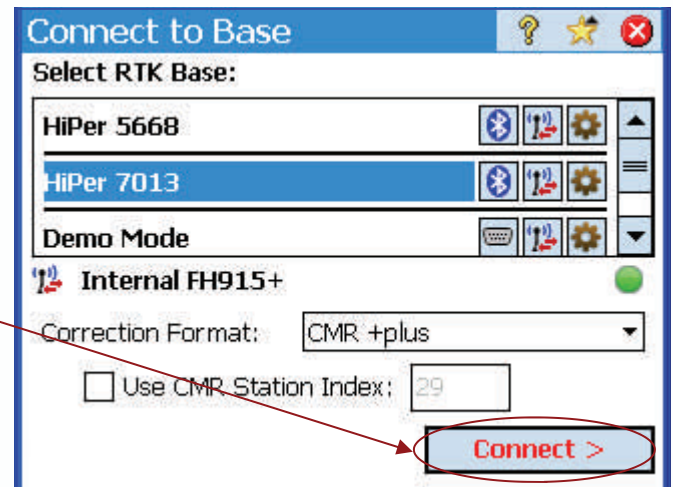 Connect to Base
Select RTK Base:
HiPer 5668
HiPer 7013
Demo Mode
Internal FH915+
Correction Format: CMR +plus
Use CMR Station Index: 29
Connect >